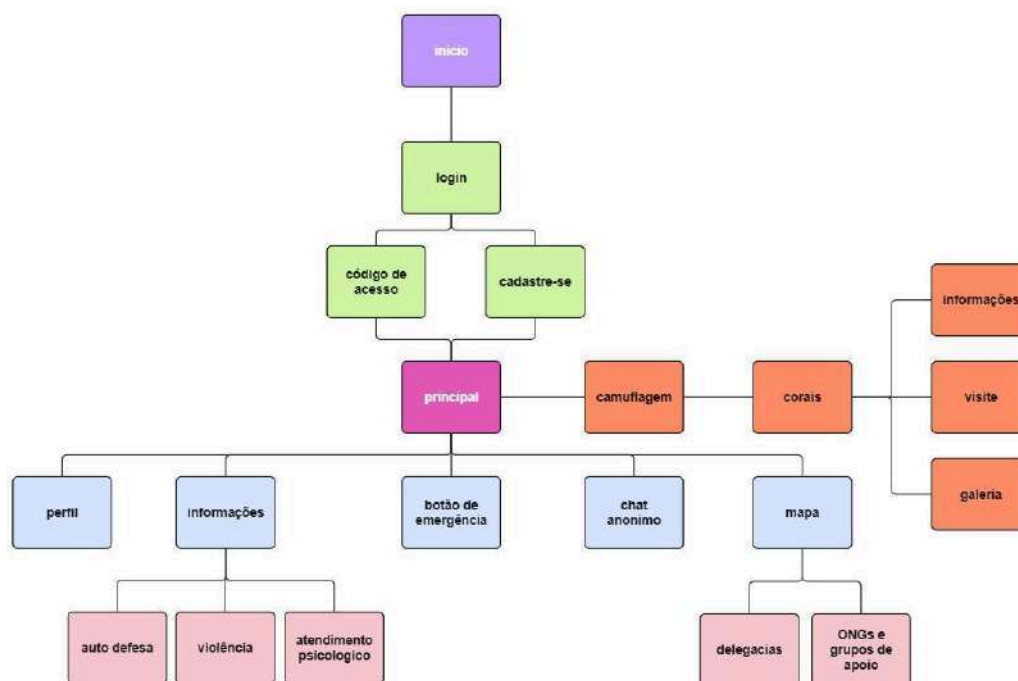 inicio
login
código de
acesso
cadastre-se
informações
principal
camuflagem
corais
visite
galeria
perfil
informações
botão de
emergência
chat
anonimo
mapa
auto defesa
violência
atendimento
psicologico
delegacias
ONGs e
grupos de
apoio